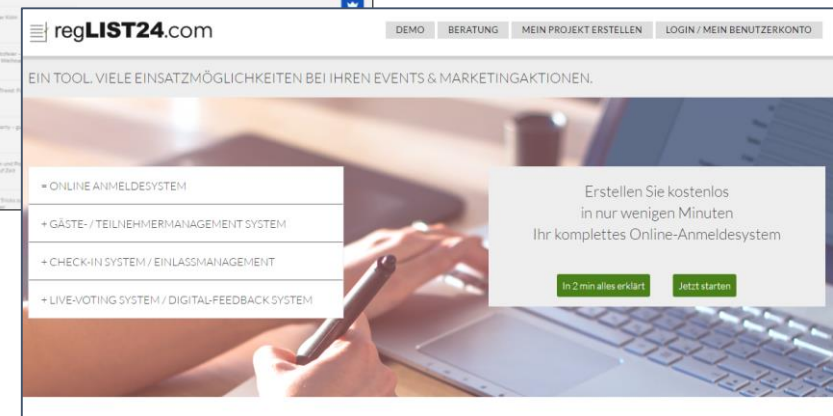 regLIST24.com
DEMO BERATUNG MEIN PROJEKT ERSTELLEN LOGIN / MEIN BENUTZERKONTO
EIN TOOL. VIELE EINSATZMÖGLICHKEITEN BEI IHREN EVENTS & MARKETINGAKTIONEN.
= ONLINE ANMELDESYSTEM
+ GÄSTE- / TEILNEHMERMANAGEMENT SYSTEM
+ CHECK-IN SYSTEM / EINLASSMANAGEMENT
+ LIVE-VOTING SYSTEM / DIGITAL-FEEDBACK SYSTEM
Erstellen Sie kostenlos
in nur wenigen Minuten
Ihr komplettes Online-Anmeldesystem
In 2 min alles erklärt Jetzt starten